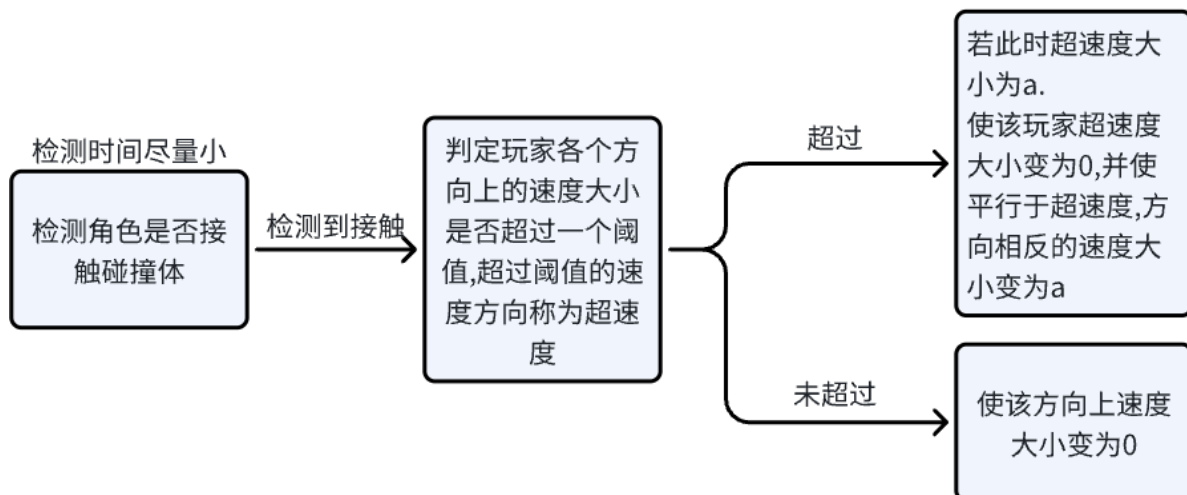 检测时间尽量小
检测角色是否接
触碰撞体
检测到接触
判定玩家各个方
向上的速度大小
是否超过一个阈
值,超过阈值的速
度方向称为超速
度
超过
若此时超速度大
小为a.
使该玩家超速度
大小变为0,并使
平行于超速度,方
向相反的速度大
小变为a
未超过
使该方向上速度
大小变为0